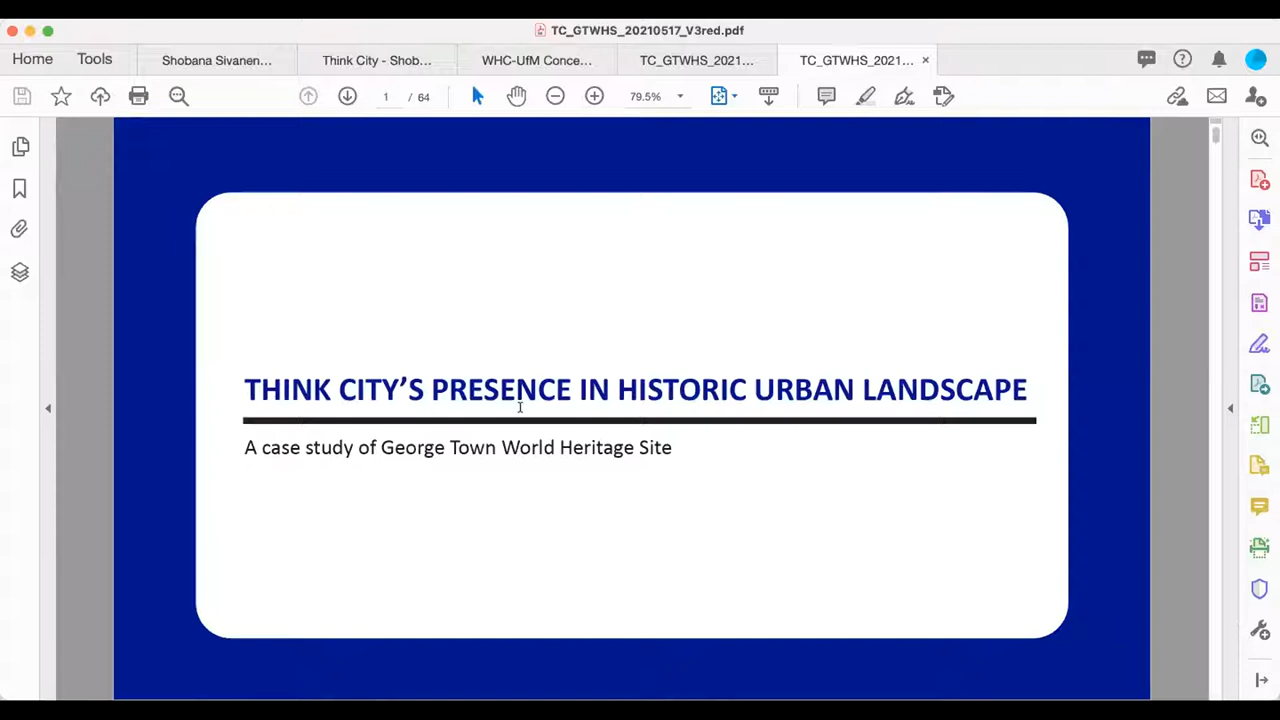 TC_GTWHS_20210517_V3red.pdf
Home Tools Shobana Sivanen... Think City - Shob... WHC-UfM Conce... TC_GTWHS_2021... TC_GTWHS_2021... ×
1 / 64 79.5%
THINK CITY’S PRESENCE IN HISTORIC URBAN LANDSCAPE
A case study of George Town World Heritage Site